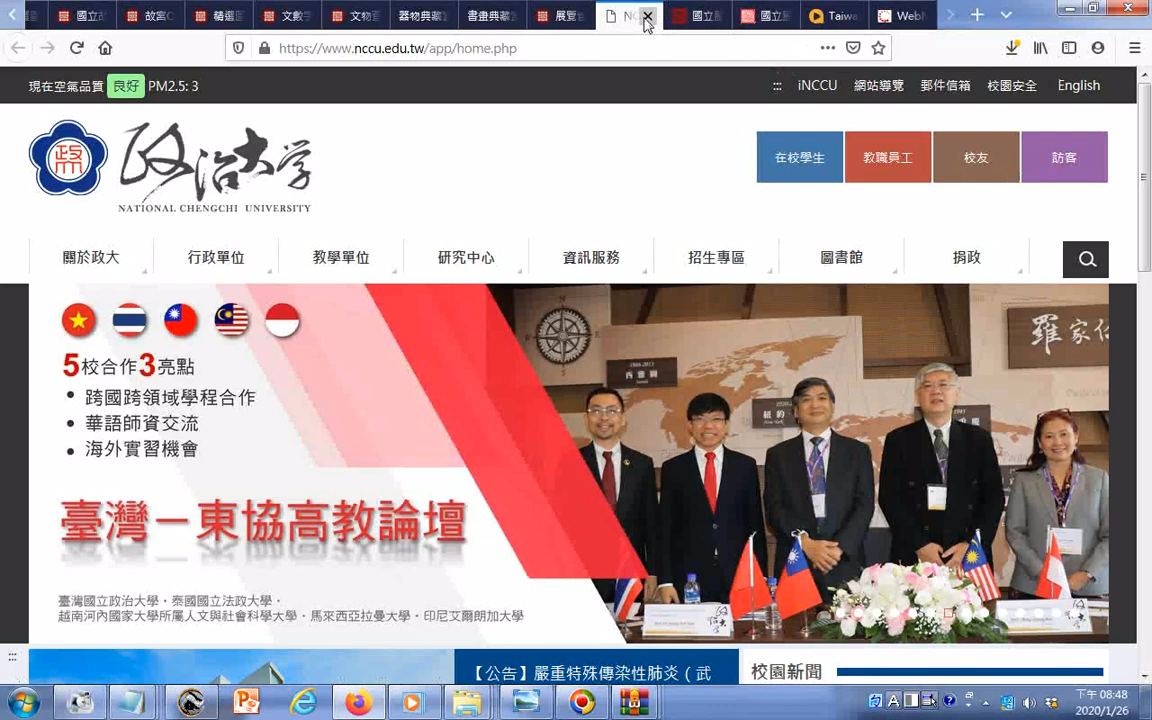 國立故
故宮O
精選
文獻
文物
器物典藏
書畫典藏
展覽
國立
國立
Taiwa
WebM
https://www.nccu.edu.tw/app/home.php
現在空氣品質 良好 PM2.5: 3
::: iNCCU 網站導覽 郵件信箱 校園安全 English
政治大學
NATIONAL CHENGCHI UNIVERSITY
在校學生 教職員工 校友 訪客
關於政大 行政單位 教學單位 研究中心 資訊服務 招生專區 圖書館 捐政
5校合作3亮點
• 跨國跨領域學程合作
• 華語師資交流
• 海外實習機會
臺灣－東協高教論壇
臺灣國立政治大學・泰國國立法政大學・
越南河內國家大學所屬人文與社會科學大學・馬來西亞拉曼大學・印尼艾爾朗加大學
西雅圖
紐約
羅家倫
政治大學
:::
【公告】嚴重特殊傳染性肺炎（武
校園新聞
下午 08:48
2020/1/26